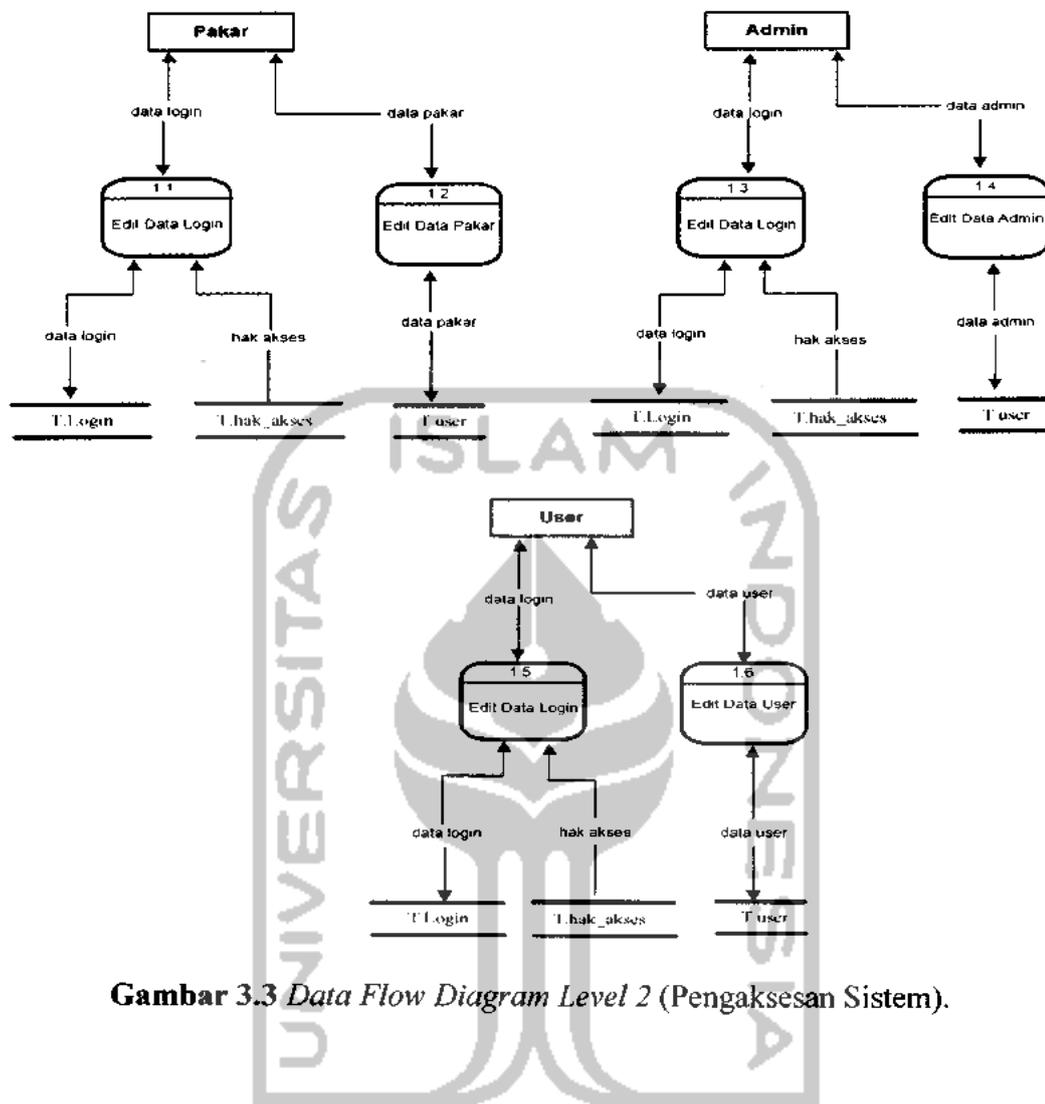 Pakar
data login
data pakar
1.1
Edit Data Login
1.2
Edit Data Pakar
data login
hak akses
data pakar
T.Login
T.hak_akses
T user
Admin
data login
data admin
1.3
Edit Data Login
1.4
Edit Data Admin
data login
hak akses
data admin
T.Login
T.hak_akses
T user
User
data login
data user
1.5
Edit Data Login
1.6
Edit Data User
data login
hak akses
data user
T Login
T.hak_akses
T user
Gambar 3.3 Data Flow Diagram Level 2 (Pengaksesan Sistem).
UNIVERSITAS
ISLAM
INDONESIA